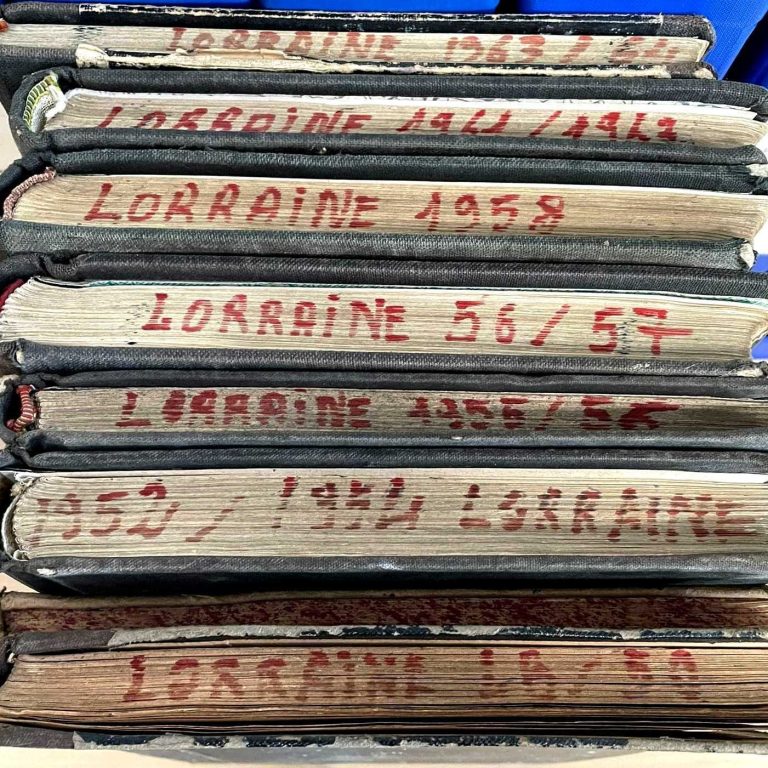 LORRAINE 1963 / 64
LORRAINE 1961 / 1962
LORRAiNE 1958
LORRAiNE 56 / 57
LORRAiNE 1955 / 56
1952 / 1954 LORRAINE
LORRAiNE